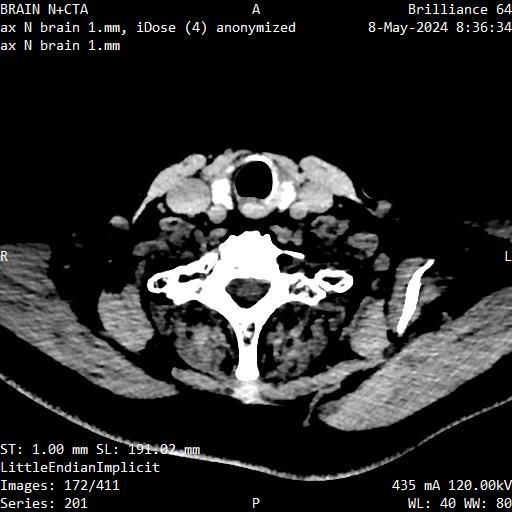 BRAIN N+CTA
A
Brilliance 64
ax N brain 1.mm, iDose (4) anonymized
8-May-2024 8:36:34
ax N brain 1.mm
R
L
ST: 1.00 mm SL: 191.02 mm
LittleEndianImplicit
Images: 172/411
435 mA 120.00kV
Series: 201
P
WL: 40 WW: 80